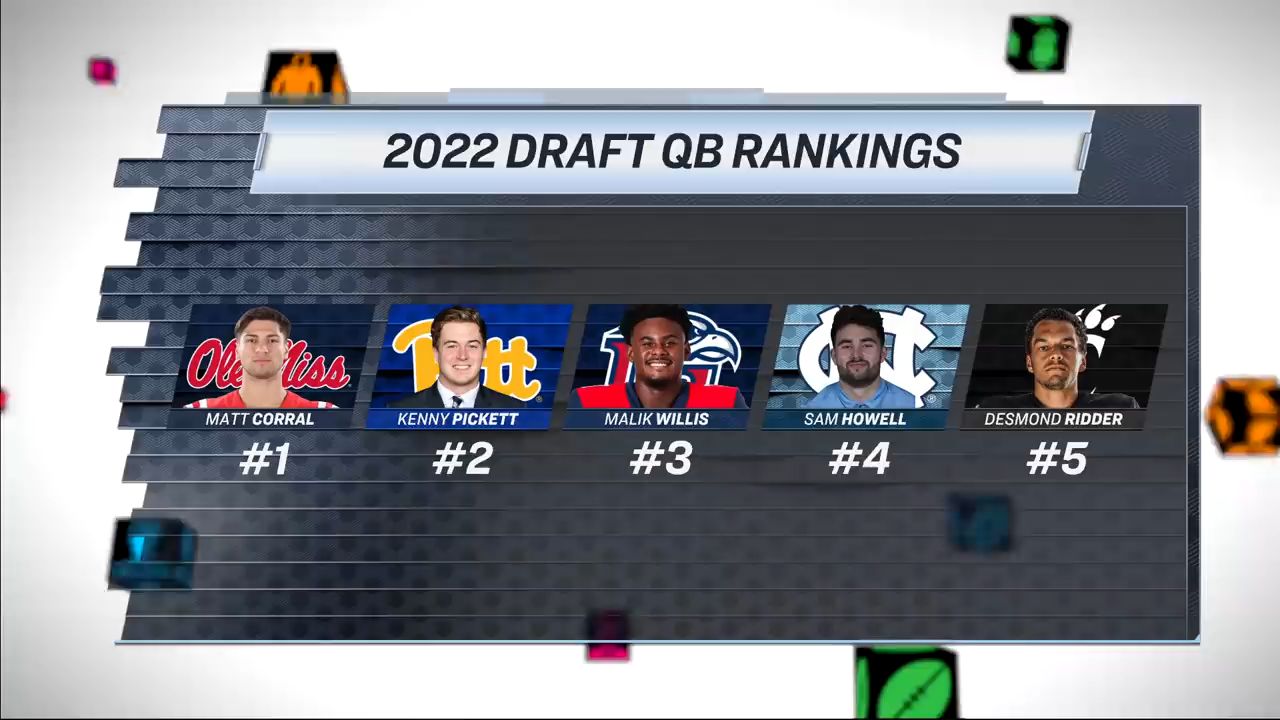 2022 DRAFT QB RANKINGS
Ole Miss
Pitt
LU
NC
MATT CORRAL
KENNY PICKETT
MALIK WILLIS
SAM HOWELL
DESMOND RIDDER
#1
#2
#3
#4
#5